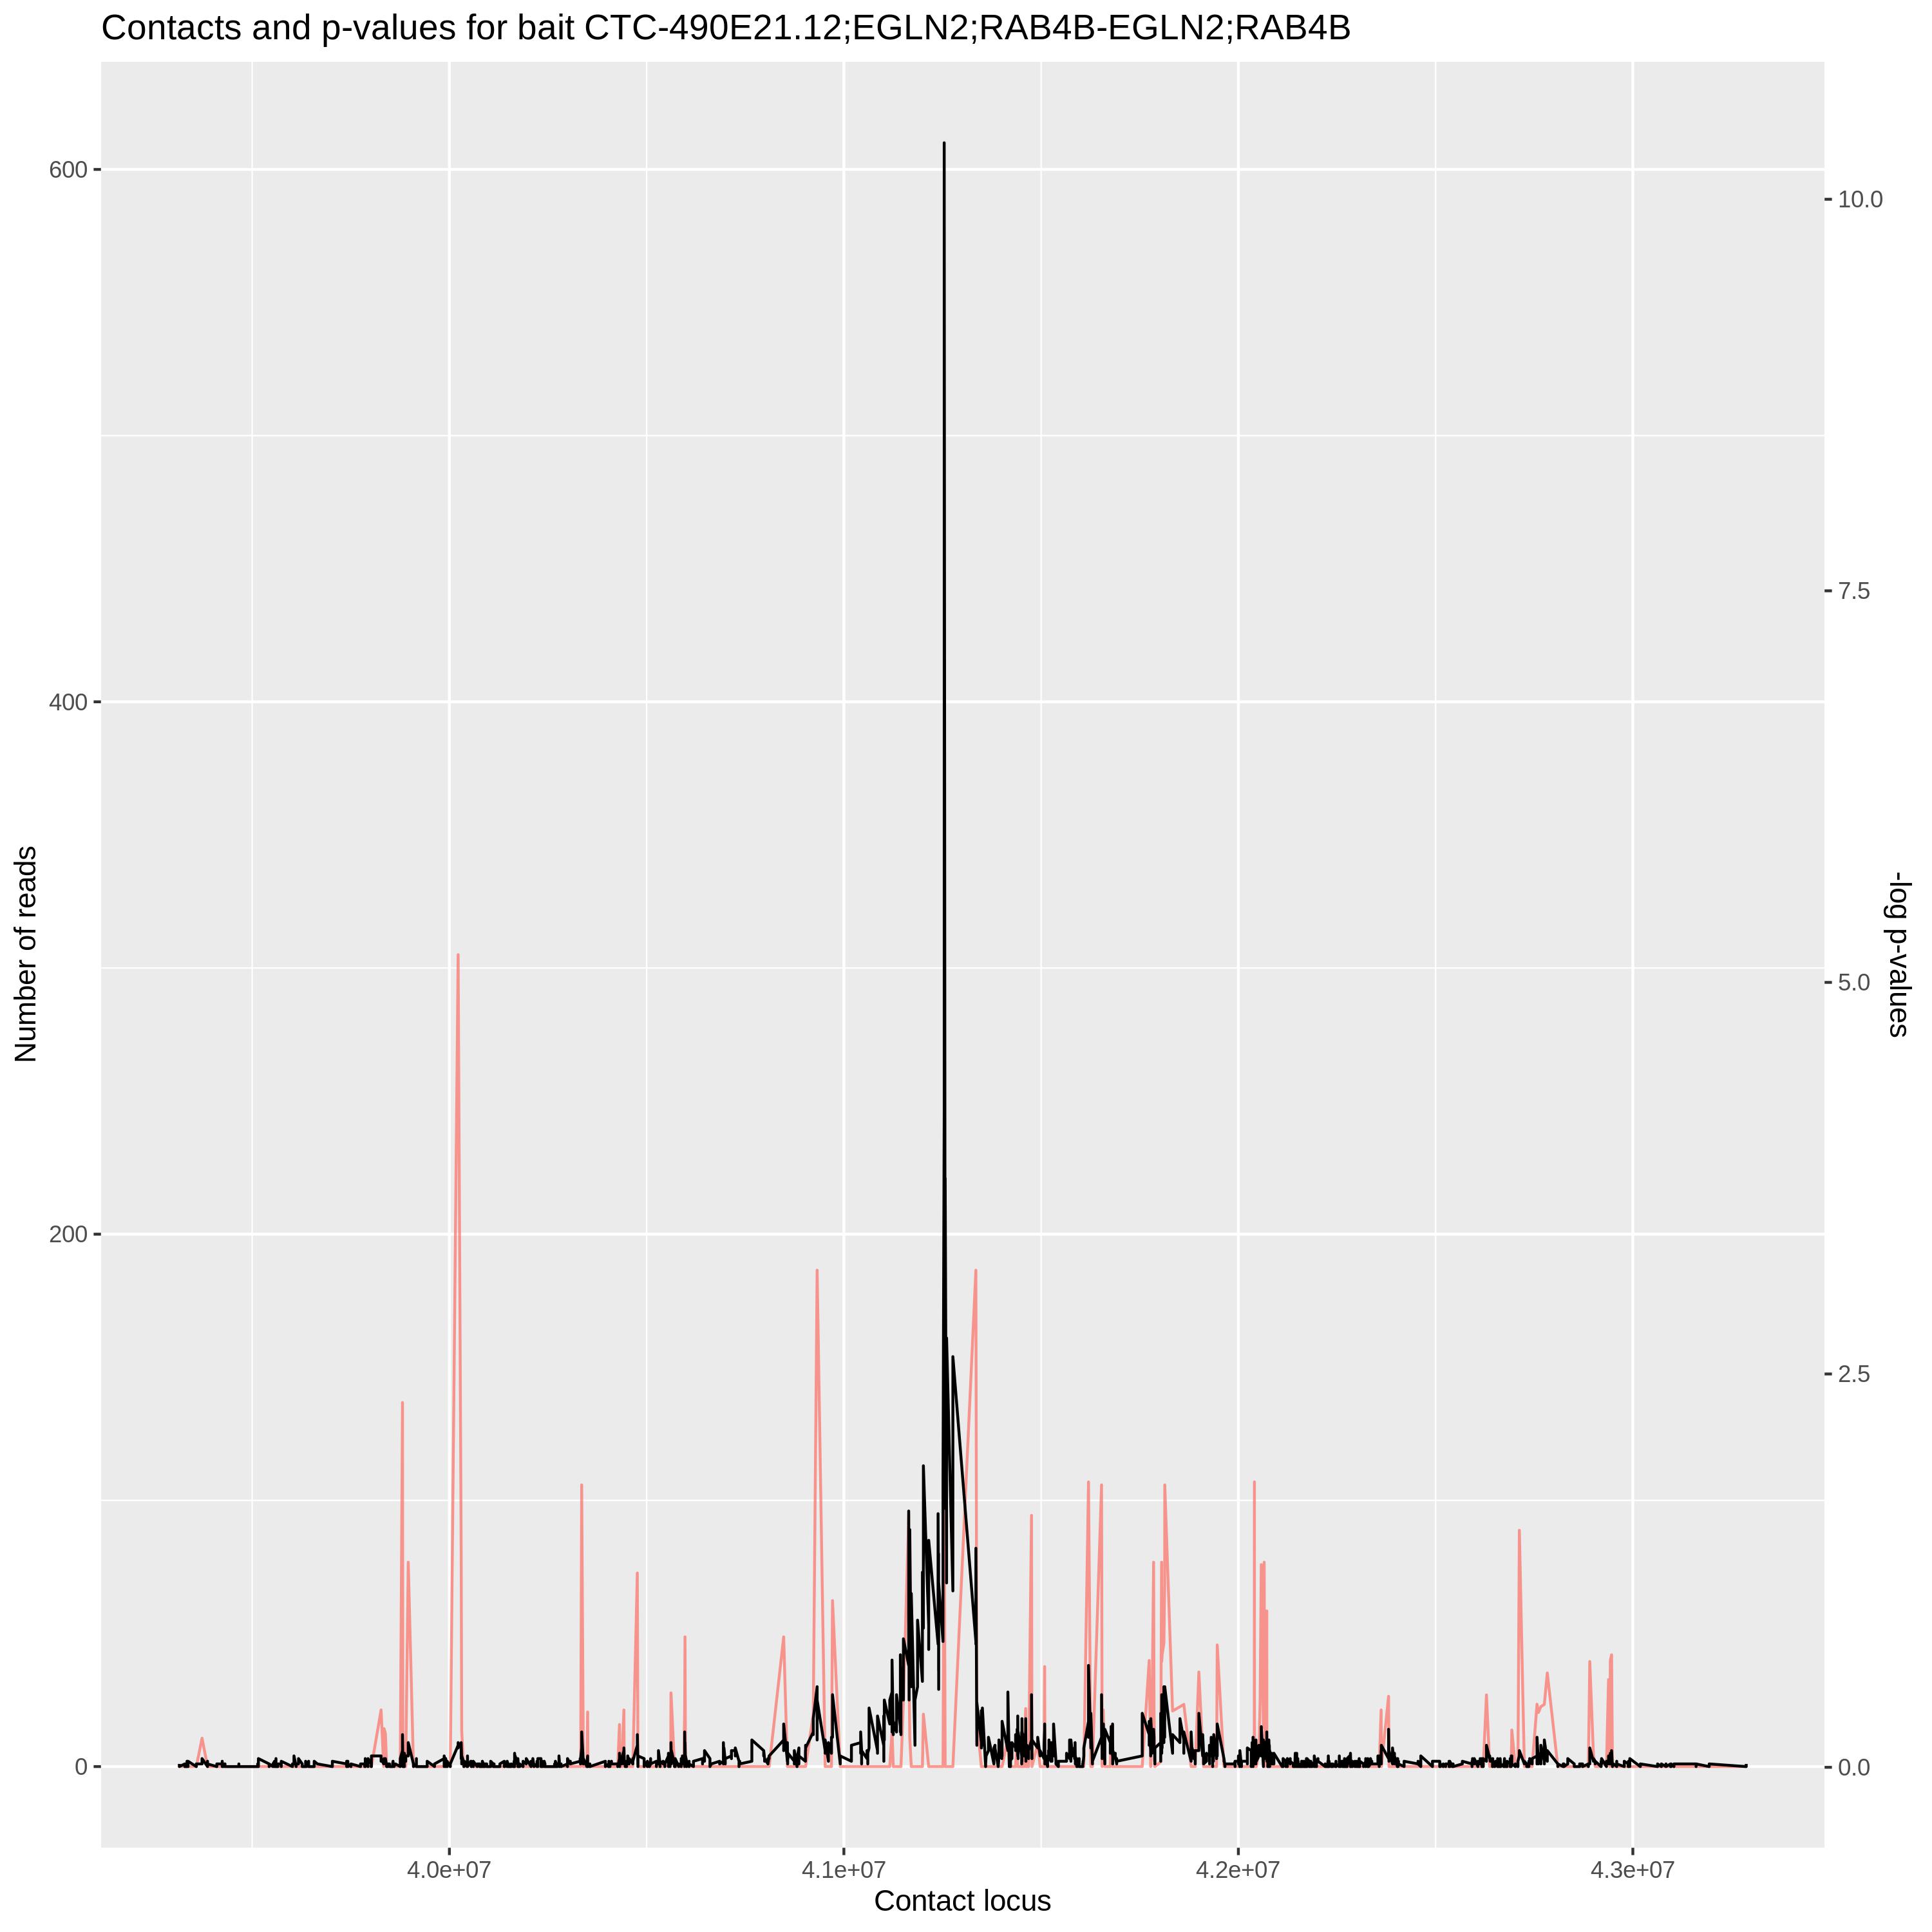 Contacts and p-values for bait CTC-490E21.12;EGLN2;RAB4B-EGLN2;RAB4B
600
400
200
0
Number of reads
10.0
7.5
5.0
2.5
0.0
-log p-values
4.0e+07
4.1e+07
4.2e+07
4.3e+07
Contact locus